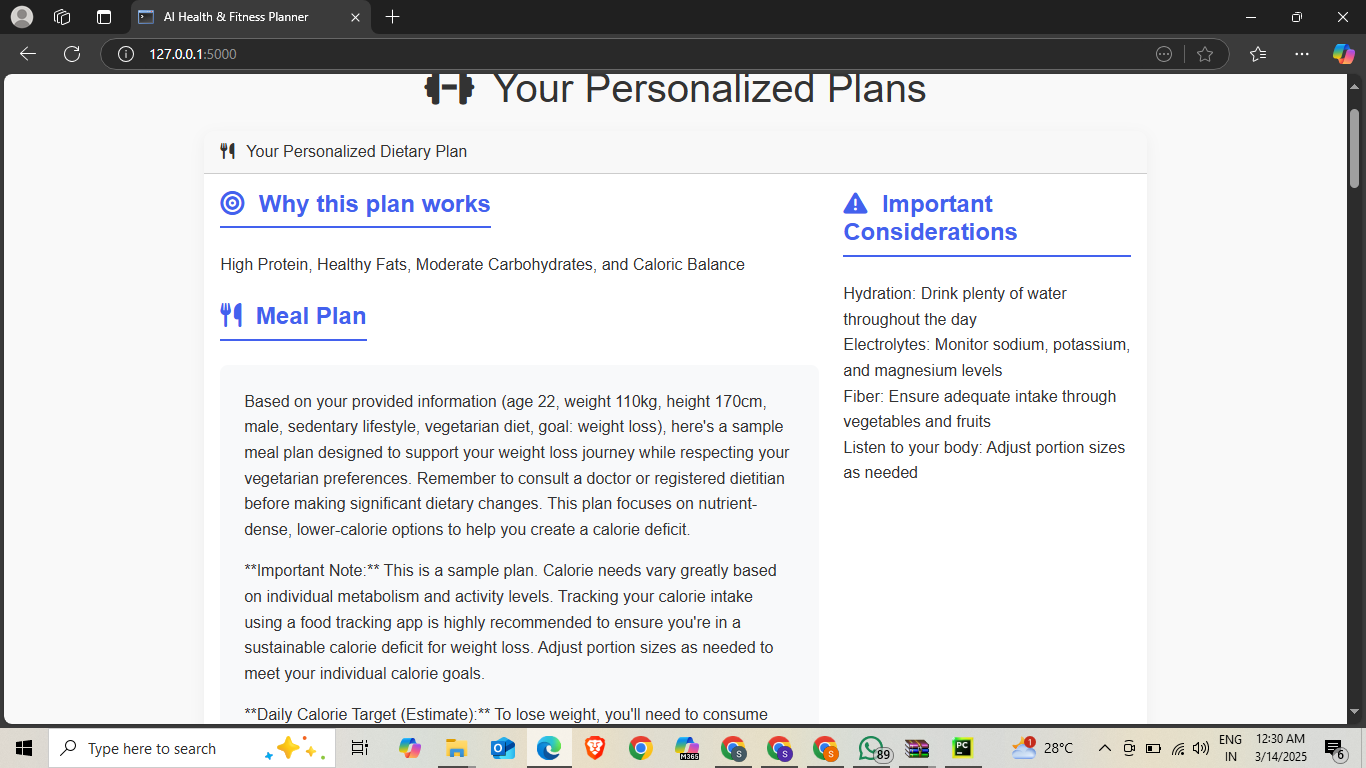 AI Health & Fitness Planner
127.0.0.1:5000
Your Personalized Plans
Your Personalized Dietary Plan
Why this plan works
High Protein, Healthy Fats, Moderate Carbohydrates, and Caloric Balance
Meal Plan
Based on your provided information (age 22, weight 110kg, height 170cm,
male, sedentary lifestyle, vegetarian diet, goal: weight loss), here's a sample
meal plan designed to support your weight loss journey while respecting your
vegetarian preferences. Remember to consult a doctor or registered dietitian
before making significant dietary changes. This plan focuses on nutrient-
dense, lower-calorie options to help you create a calorie deficit.
**Important Note:** This is a sample plan. Calorie needs vary greatly based
on individual metabolism and activity levels. Tracking your calorie intake
using a food tracking app is highly recommended to ensure you're in a
sustainable calorie deficit for weight loss. Adjust portion sizes as needed to
meet your individual calorie goals.
**Daily Calorie Target (Estimate):** To lose weight, you'll need to consume
Important
Considerations
Hydration: Drink plenty of water
throughout the day
Electrolytes: Monitor sodium, potassium,
and magnesium levels
Fiber: Ensure adequate intake through
vegetables and fruits
Listen to your body: Adjust portion sizes
as needed
Type here to search
M365
S
S
S
89
PC
1
28°C
ENG
IN
12:30 AM
3/14/2025
6